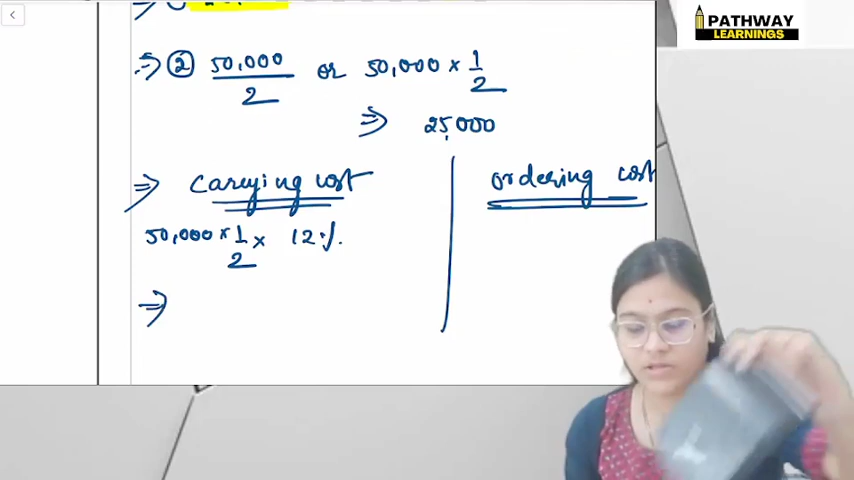 PATHWAY
LEARNINGS
⇒ ② 50,000/2 or 50,000 × 1/2
⇒ 25,000
⇒ Carrying cost
ordering cost
50,000 × 1/2 × 12%
⇒